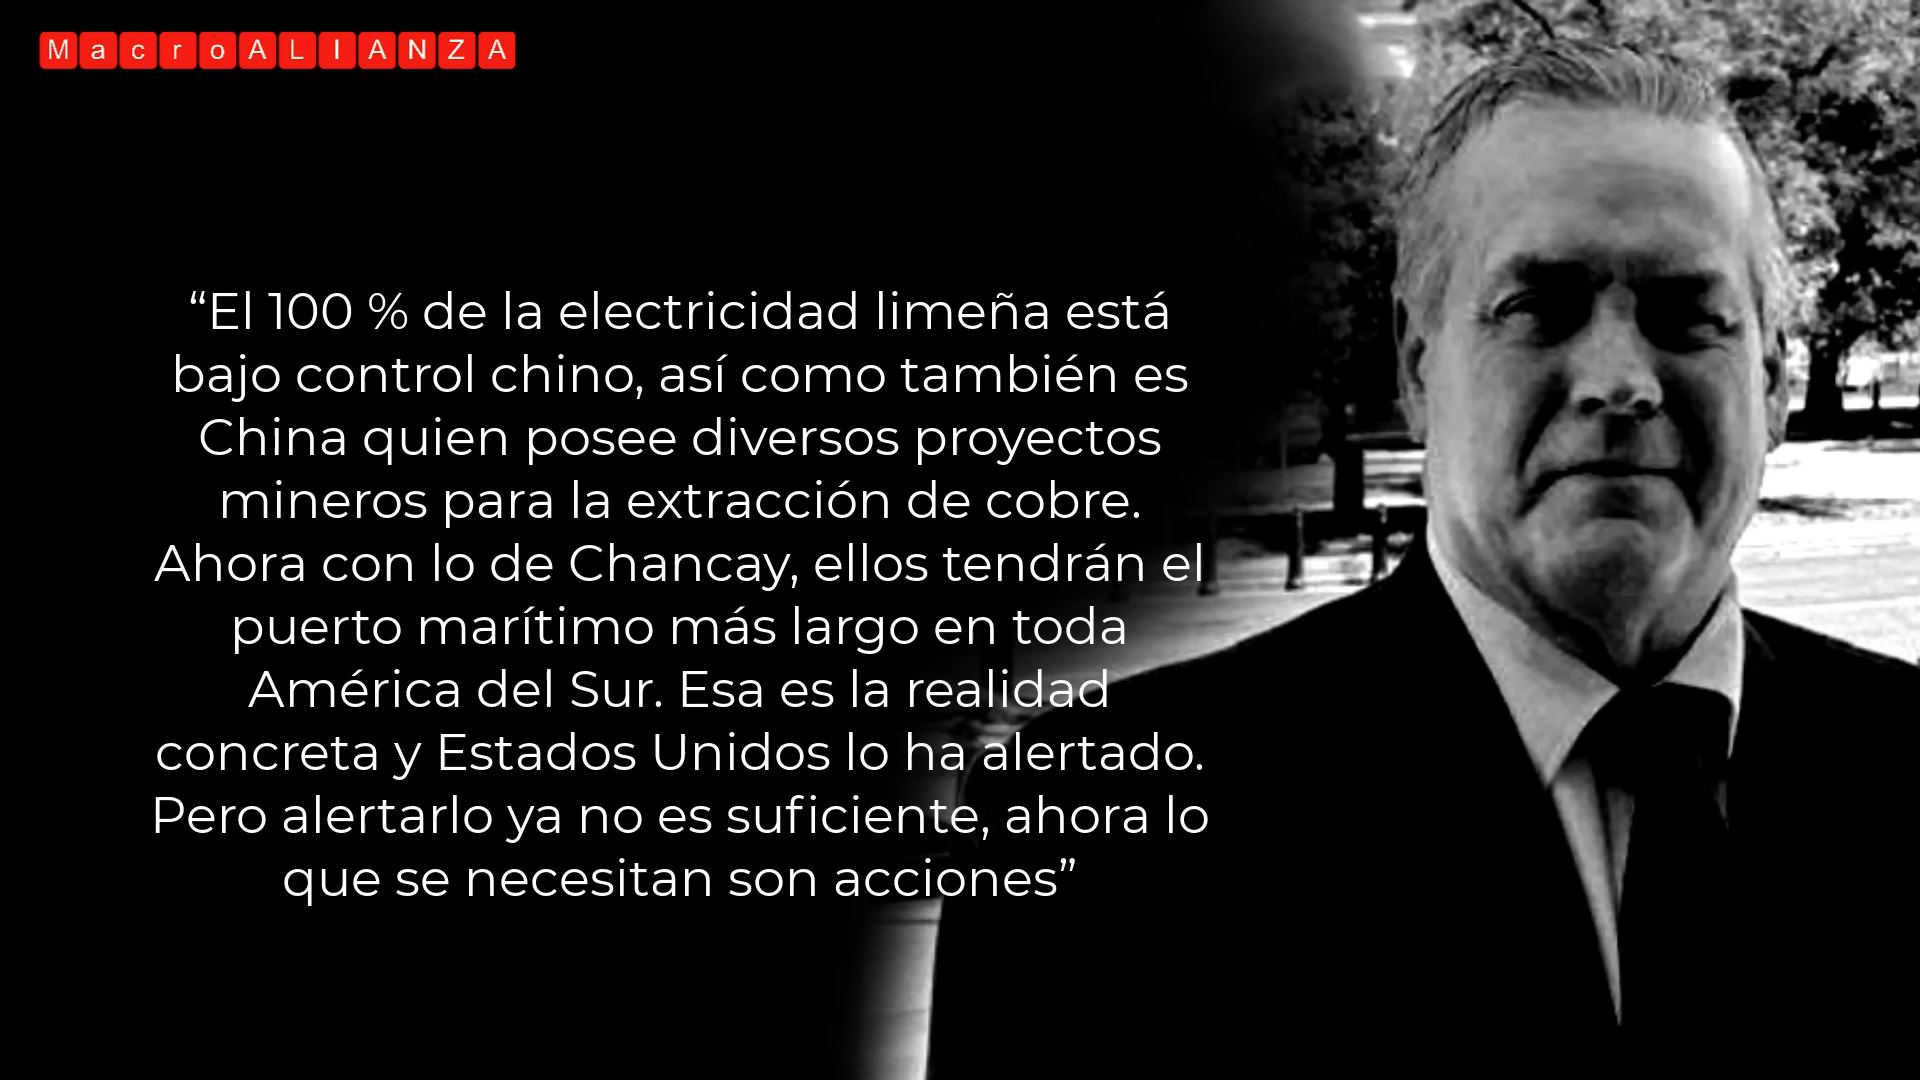 MacroALIANZA
“El 100 % de la electricidad limeña está
bajo control chino, así como también es
China quien posee diversos proyectos
mineros para la extracción de cobre.
Ahora con lo de Chancay, ellos tendrán el
puerto marítimo más largo en toda
América del Sur. Esa es la realidad
concreta y Estados Unidos lo ha alertado.
Pero alertarlo ya no es suficiente, ahora lo
que se necesitan son acciones”